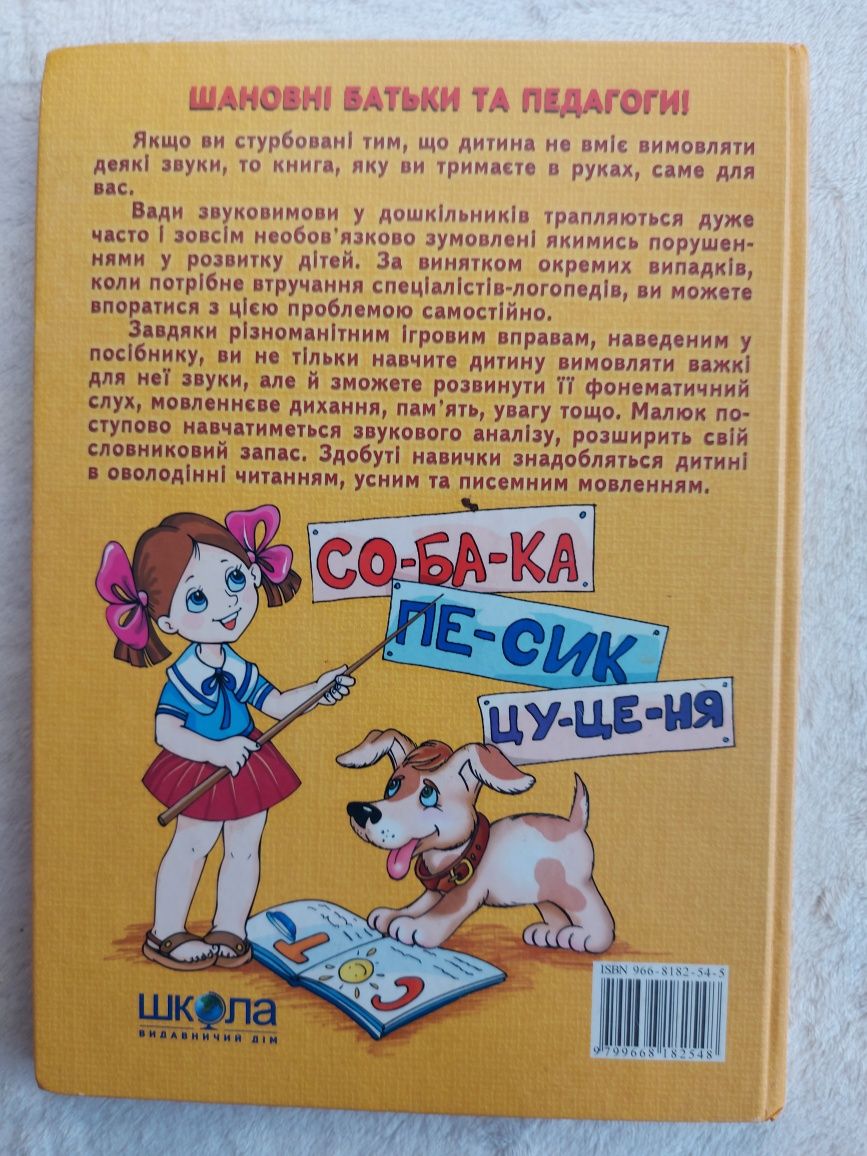 ШАНОВНІ БАТЬКИ ТА ПЕДАГОГИ!
Якщо ви стурбовані тим, що дитина не вміє вимовляти
деякі звуки, то книга, яку ви тримаєте в руках, саме для
вас.
Вади звуковимови у дошкільників трапляються дуже
часто і зовсім необов'язково зумовлені якимись порушен-
нями у розвитку дітей. За винятком окремих випадків,
коли потрібне втручання спеціалістів-логопедів, ви можете
впоратися з цією проблемою самостійно.
Завдяки різноманітним ігровим вправам, наведеним у
посібнику, ви не тільки навчите дитину вимовляти важкі
для неї звуки, але й зможете розвинути її фонематичний
слух, мовленнєве дихання, пам'ять, увагу тощо. Малюк по-
ступово навчатиметься звукового аналізу, розширить свій
словниковий запас. Здобуті навички знадобляться дитині
в оволодінні читанням, усним та писемним мовленням.
СО-БА-КА
ПЕ-СИК
ЦУ-ЦЕ-НЯ
Т
С
ISBN 966-8182-54-5
9 799668 182548
ШКОЛА
ВИДАВНИЧИЙ ДІМ